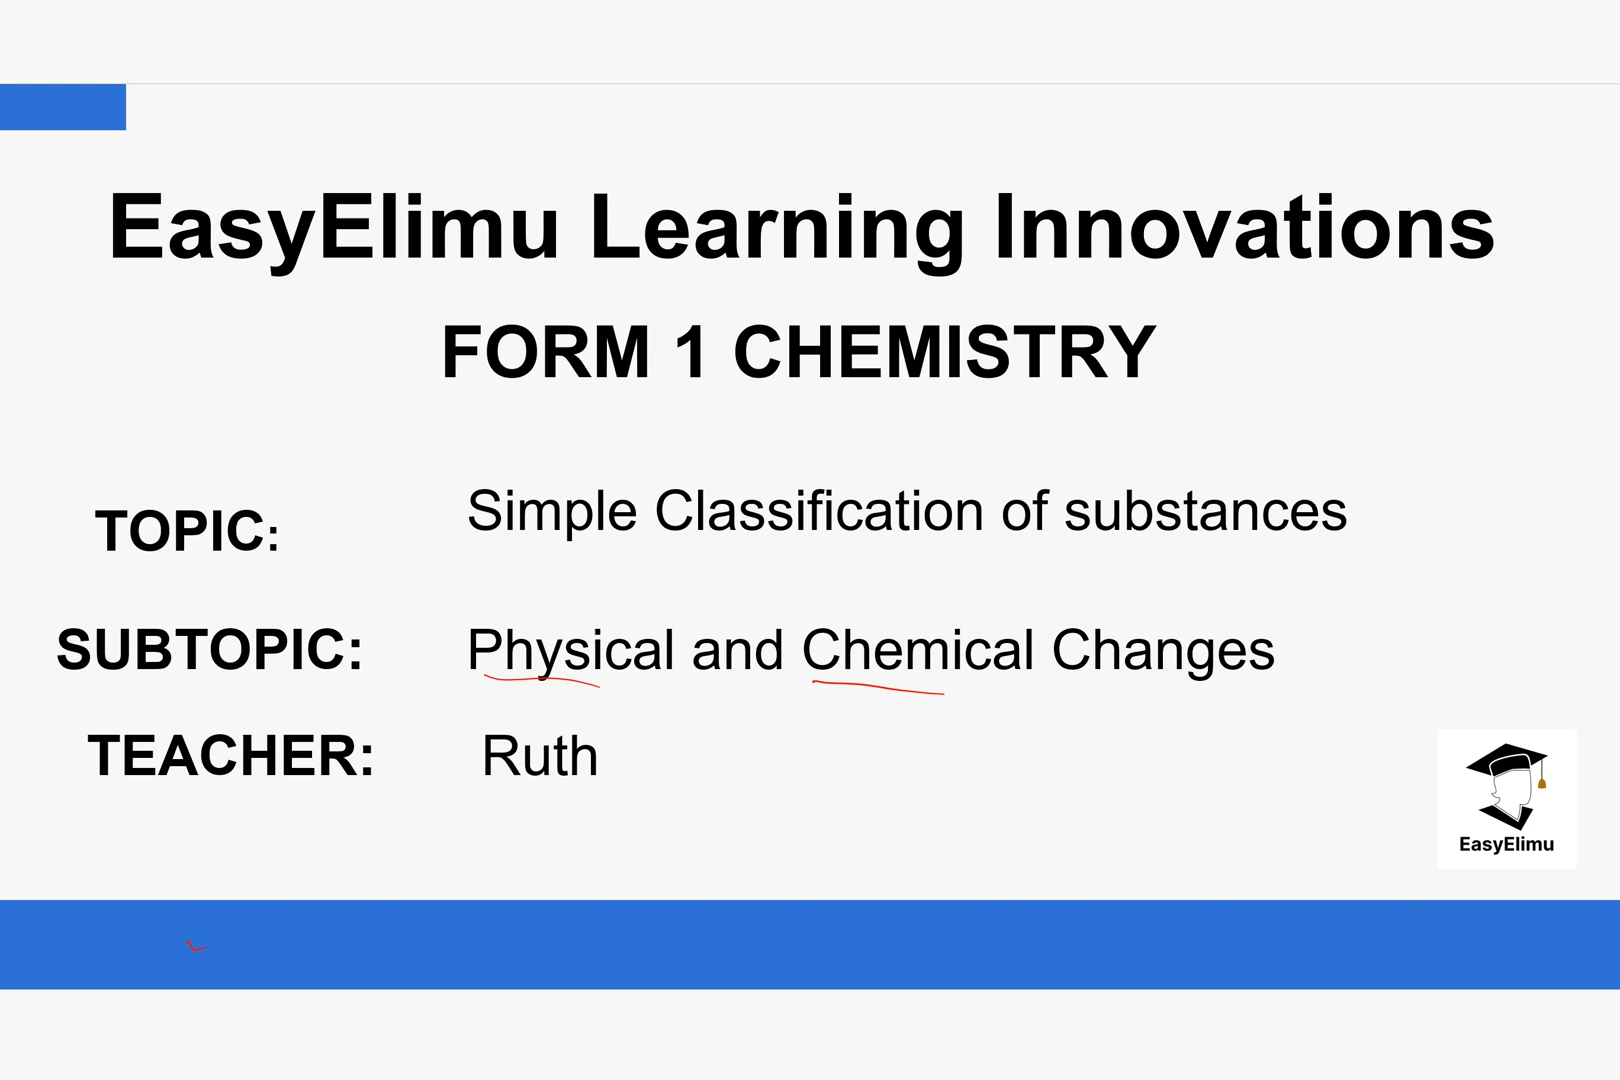 EasyElimu Learning Innovations
FORM 1 CHEMISTRY
TOPIC: Simple Classification of substances
SUBTOPIC: Physical and Chemical Changes
TEACHER: Ruth
EasyElimu